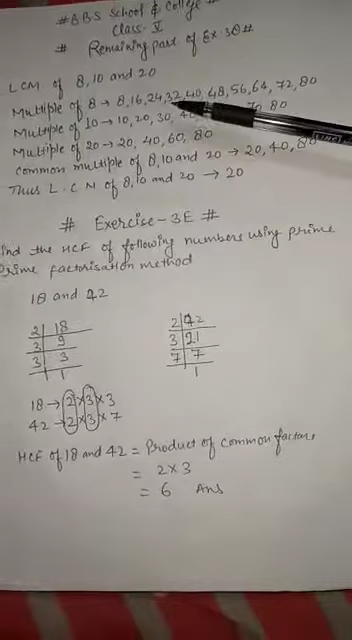 # BBS School & College #
Class-V
# Remaining part of Ex-3D #
LCM of 8,10 and 20
Multiple of 8 → 8,16,24,32,40,48,56,64,72,80
Multiple of 10 → 10,20,30,40 70 80
Multiple of 20 → 20, 40, 60, 80
Common multiple of 8,10 and 20 → 20,40,80
Thus L.C.M of 8,10 and 20 → 20
# Exercise-3E #
ind the HCF of following numbers using prime
rime factorisation method
18 and 42
2 18 2 42
3 9 3 21
3 3 7 7
1 1
18 → 2 × 3 × 3
42 → 2 × 3 × 7
HCF of 18 and 42 = Product of common factors
= 2 × 3
= 6 Ans